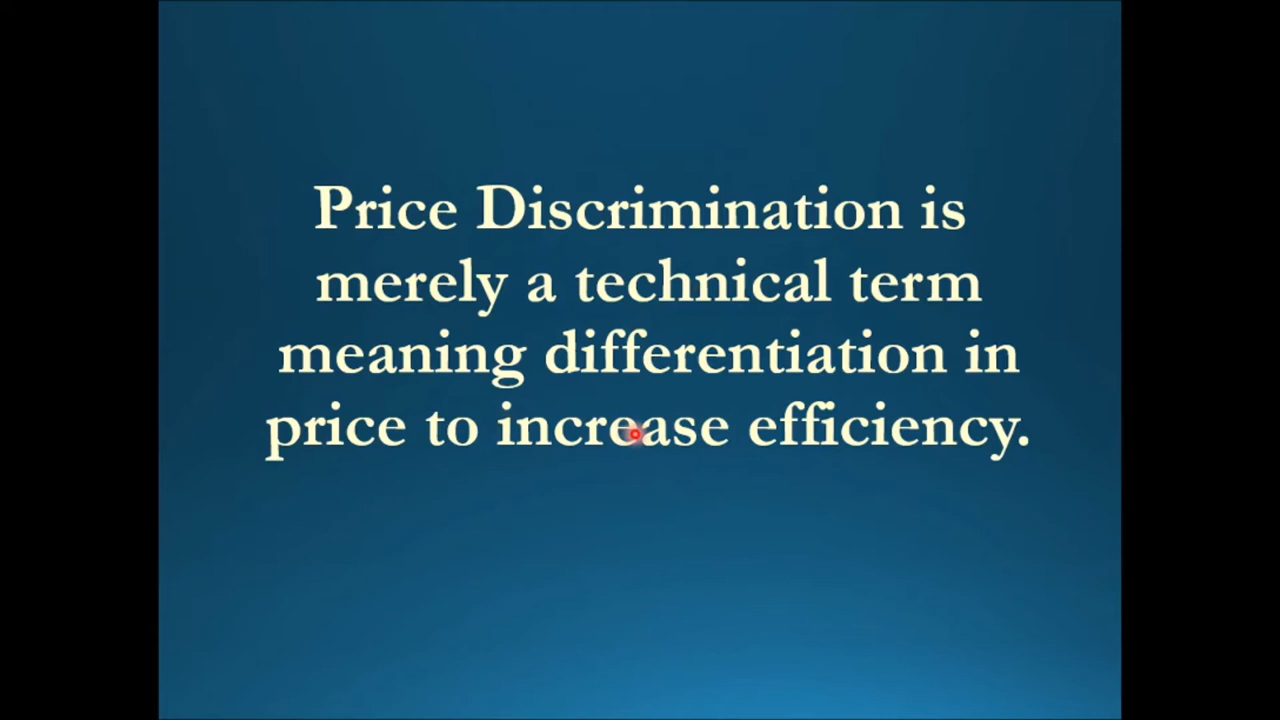 Price Discrimination is
merely a technical term
meaning differentiation in
price to increase efficiency.